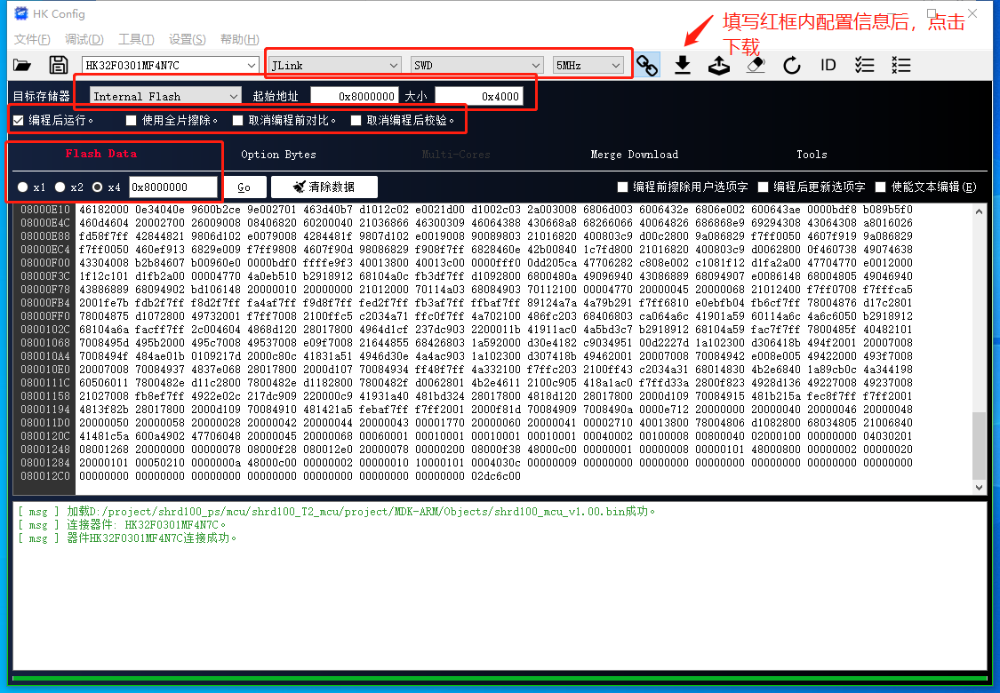 HK Config
填写红框内配置信息后，点击
下载
文件(F) 调试(D) 工具(T) 设置(S) 帮助(H)
HK32F0301MF4N7C JLink SWD 5MHz ID
目标存储器 Internal Flash 起始地址 0x8000000 大小 0x4000
编程后运行。 使用全片擦除。 取消编程前对比。 取消编程后校验。
Flash Data Option Bytes Multi-Cores Merge Download Tools
x1 x2 x4 0x8000000 Go 清除数据 编程前擦除用户选项字 编程后更新选项字 使能文本编辑(E)
08000E10 46182000 0e34040e 9600b2ce 9e002701 463d40b7 d1012c02 e0021d00 d1002c03 2a003008 6806d003 6006432e 6806e002 600643ae 0000bdf8 b089b5f0
08000E4C 460d4604 20002702 26009008 08406820 60200040 21036866 46300309 46064388 430668a8 68266066 40064826 686868e9 69294308 43064308 a8016026
08000E88 fd58f7ff 42844821 9806d102 e0079008 4284481f 9807d102 e0019008 90089803 21016820 400803c9 d00c2800 9a086829 f7ff0050 4607f919 9a086829
08000EC4 f7ff0050 460ef913 6829e009 f7ff9808 4607f90d 98086829 f908f7ff 6828460e 42b00840 1c7fd800 21016820 400803c9 d0062800 0f460738 49074638
08000F00 43304008 b2b84607 b00960e0 0000bdf0 ffffe9f3 40013800 40013c00 0000fff0 0dd205ca 47706282 c808e002 c1081f12 d1fa2a00 47704770 e0012000
08000F3C 1f12c101 d1fb2a00 00004770 4a0eb510 b2918912 68104a0c fb3df7ff d1092800 6800480a 49096940 43086889 68094907 e0086148 68004805 49046940
08000F78 43886889 68094902 bd106148 20000010 20000000 21012000 70114a03 68084903 70112100 00004770 20000045 20000068 21012400 f7ff0708 f7fffca5
08000FB4 2001fe7b fdb2f7ff f8d2f7ff fa4af7ff f9d8f7ff fed2f7ff fb3af7ff ffbaf7ff 89124a7a 4a79b291 f7ff6810 e0ebfb04 fb6cf7ff 78004876 d17c2801
08000FF0 78004875 d1072800 49732001 f7ff7008 2100ffc5 c2034a71 ffc0f7ff 4a702100 486fc203 68406803 ca064a6c 41901a59 60114a6c 4a6c6050 b2918912
0800102C 68104a6a facff7ff 2c004604 4868d120 28017800 4964d1cf 237dc903 2200011b 41911ac0 4a5bd3c7 b2918912 68104a59 fac7f7ff 7800485f 40482101
08001068 7008495d 495b2000 495c7008 49537008 e09f7008 21644855 68426803 1a592000 d30e4182 c9034951 00d2227d 1a102300 d306418b 494f2001 20007008
080010A4 7008494f 484ae01b 0109217d 2000c80c 41831a51 4946d30e 4a4ac903 1a102300 d307418b 49462001 20007008 70084942 e008e005 49422000 493f7008
080010E0 20007008 70084937 4837e068 28017800 2000d107 70084934 ff48f7ff 4a332100 f7ffc203 2100ff43 c2034a31 68014830 4b2e6840 1a89cb0c 4a344198
0800111C 60506011 7800482e d11c2800 7800482e d1182800 7800482f d0062801 4b2e4611 2100c905 418a1ac0 f7ffd33a 2800f823 4928d136 49227008 49237008
08001158 21027008 fb8ef7ff 4922e02c c217dc909 220000c9 41931a40 481bd324 28017800 4818d120 28017800 2000d109 70084915 481b215a fec8f7ff f7ff2001
08001194 4813f82b 28017800 2000d109 70084910 481421a5 febaf7ff f7ff2001 2000f81d 70084909 7008490a 0000e712 20000000 20000040 20000046 20000048
080011D0 20000050 20000058 20000028 20000042 20000044 20000043 00001770 20000060 20000041 00002710 40013800 78004806 d1082800 68034805 21006840
0800120C 41481c5a 600a4902 47706048 20000045 20000068 00060001 00010001 00010001 00010001 00040002 00100008 00800040 02000100 00000000 04030201
08001248 08001268 20000000 00000078 08000f28 080012e0 20000078 00000200 08000f38 48000c00 00000001 00000008 00000101 48000800 00000002 00000020
08001284 20000101 00050210 0000000a 48000c00 00000002 00000010 10000101 0004030c 00000009 00000000 00000000 00000000 00000000 00000000 00000000
080012C0 00000000 00000000 00000000 00000000 00000000 00000000 00000000 02dc6c00
[ msg ] 加载D:/project/shrd100_ps/mcu/shrd100_T2_mcu/project/MDK-ARM/Objects/shrd100_mcu_v1.00.bin成功。
[ msg ] 连接器件: HK32F0301MF4N7C。
[ msg ] 器件HK32F0301MF4N7C连接成功。